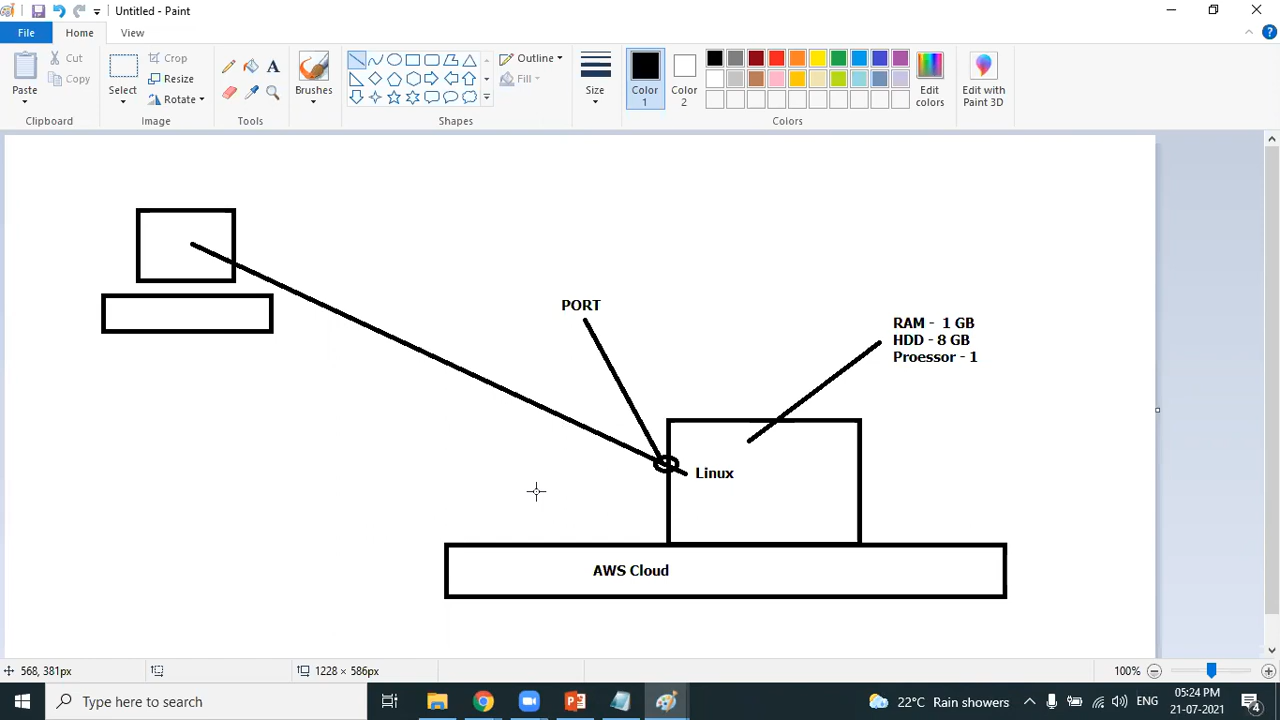 Untitled - Paint
File
Home
View
Paste
Cut
Copy
Clipboard
Select
Crop
Resize
Rotate
Image
A
Tools
Brushes
Outline
Fill
Shapes
Size
Color 1
Color 2
Edit colors
Colors
Edit with Paint 3D
PORT
RAM - 1 GB
HDD - 8 GB
Proessor - 1
Linux
AWS Cloud
568, 381px
1228 × 586px
100%
Type here to search
22°C Rain showers
ENG
05:24 PM
21-07-2021
4